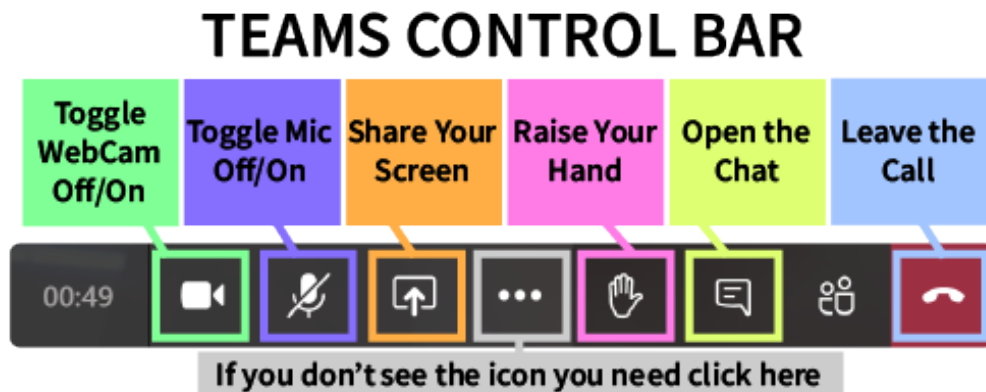 TEAMS CONTROL BAR
Toggle
WebCam
Off/On
Toggle Mic
Off/On
Share Your
Screen
Raise Your
Hand
Open the
Chat
Leave the
Call
00:49
If you don't see the icon you need click here